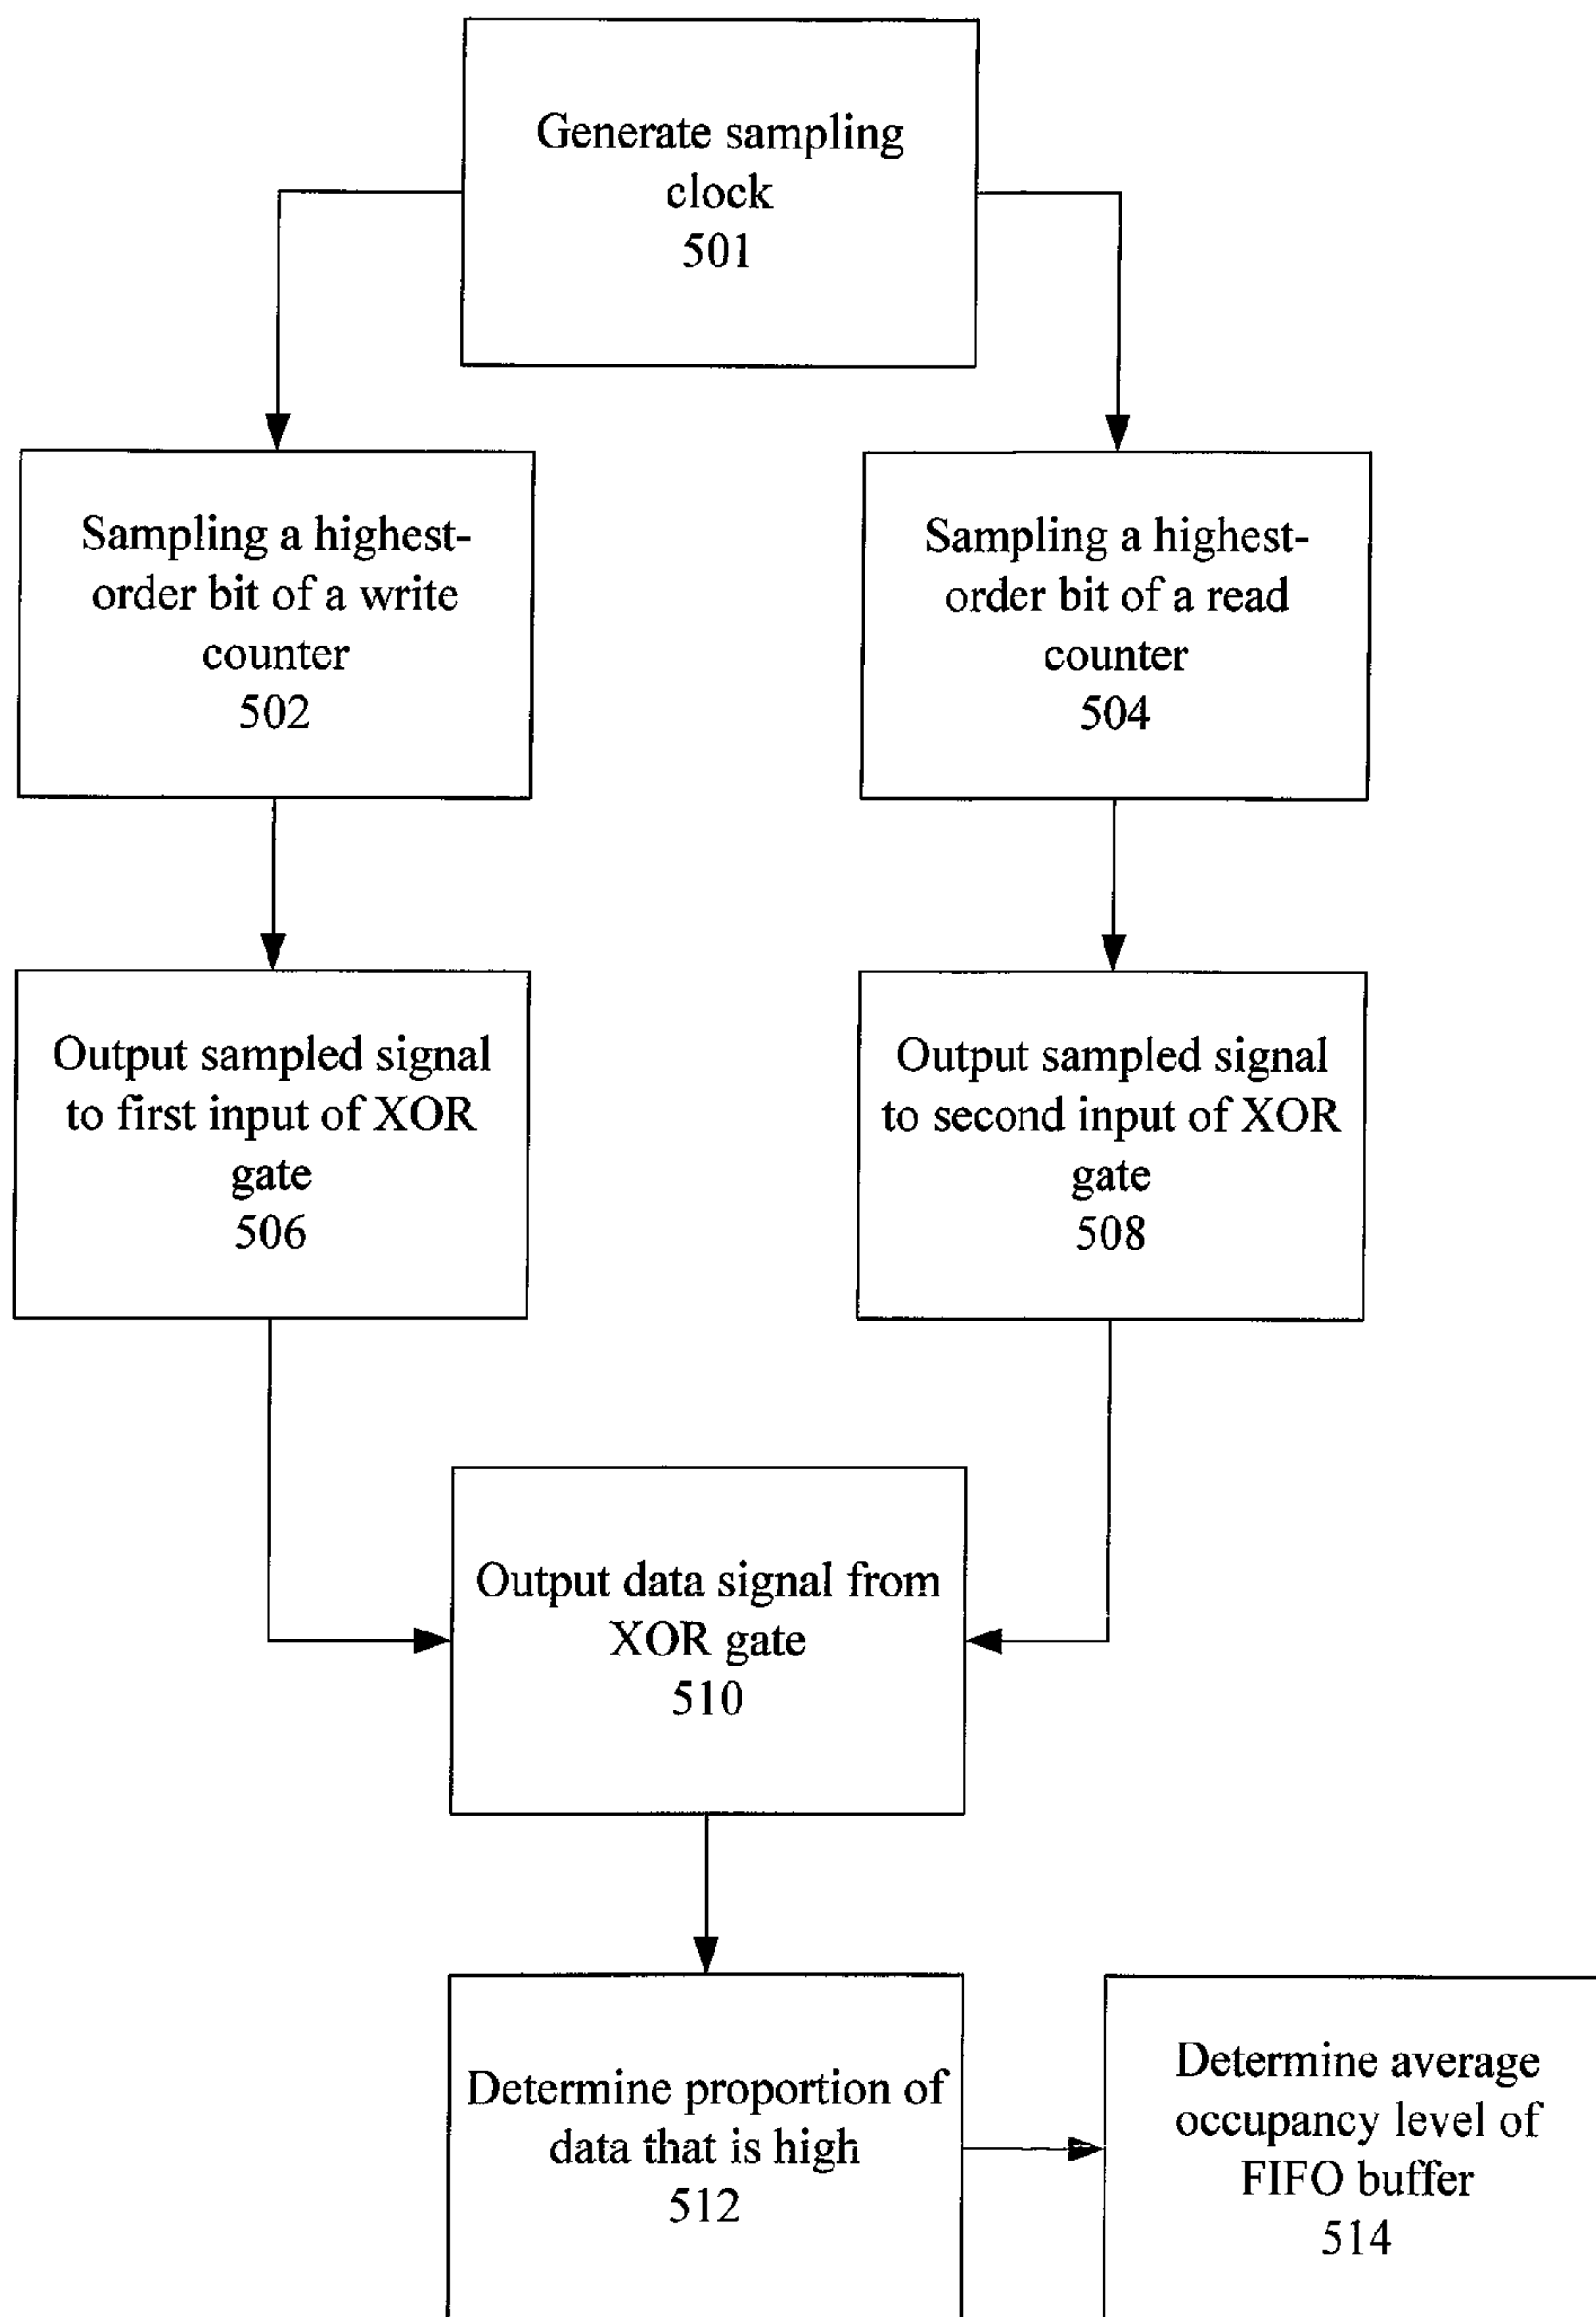 Generate sampling
clock
501
Sampling a highest-
order bit of a write
counter
502
Sampling a highest-
order bit of a read
counter
504
Output sampled signal
to first input of XOR
gate
506
Output sampled signal
to second input of XOR
gate
508
Output data signal from
XOR gate
510
Determine proportion of
data that is high
512
Determine average
occupancy level of
FIFO buffer
514